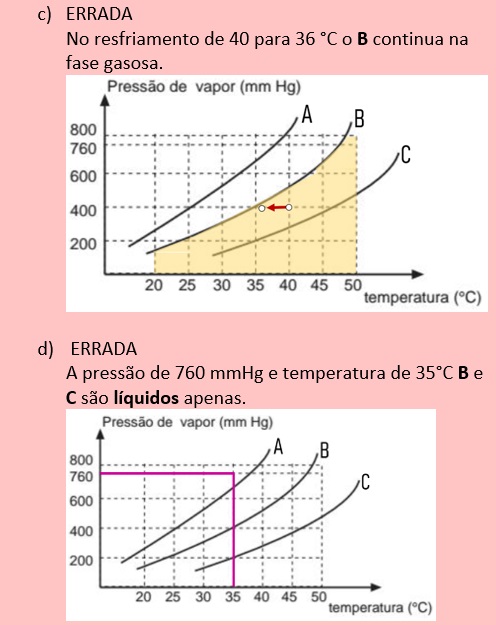 c) ERRADA
No resfriamento de 40 para 36 °C o B continua na
fase gasosa.
Pressão de vapor (mm Hg)
A
B
C
800
760
600
400
200
20 25 30 35 40 45 50
temperatura (ºC)
d) ERRADA
A pressão de 760 mmHg e temperatura de 35°C B e
C são líquidos apenas.
Pressão de vapor (mm Hg)
A
B
C
800
760
600
400
200
20 25 30 35 40 45 50
temperatura (ºC)